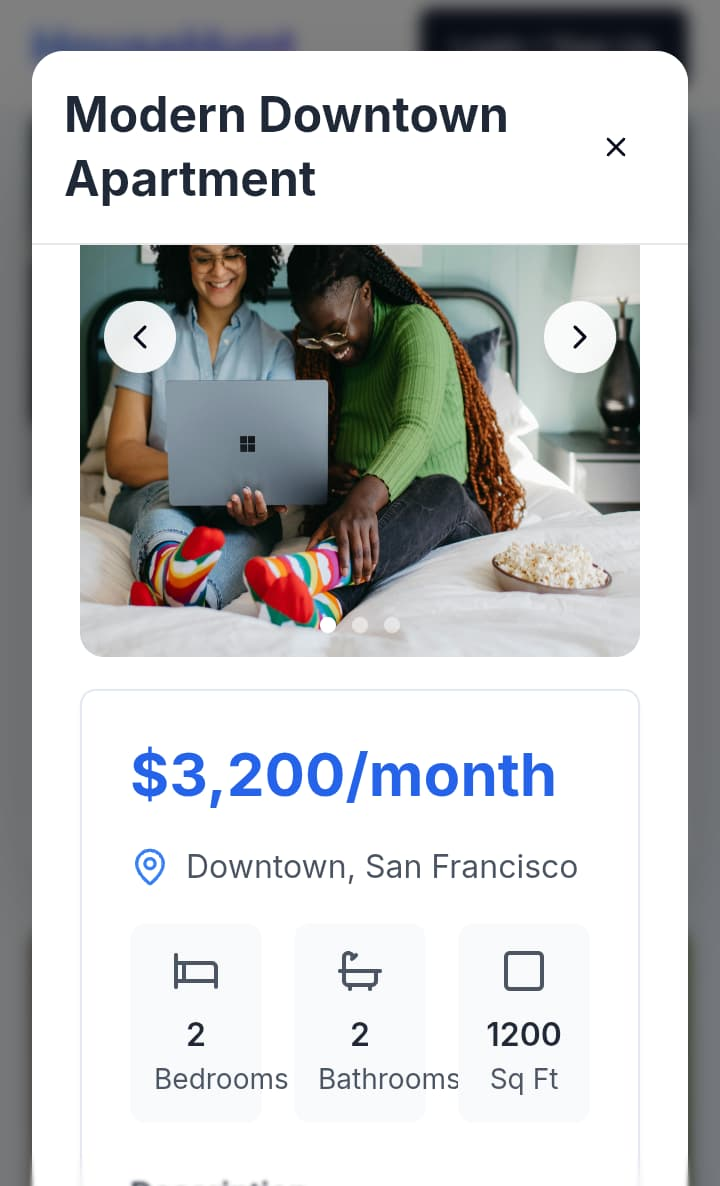 Modern Downtown
Apartment
$3,200/month
Downtown, San Francisco
2
2
1200
Bedrooms
Bathrooms
Sq Ft